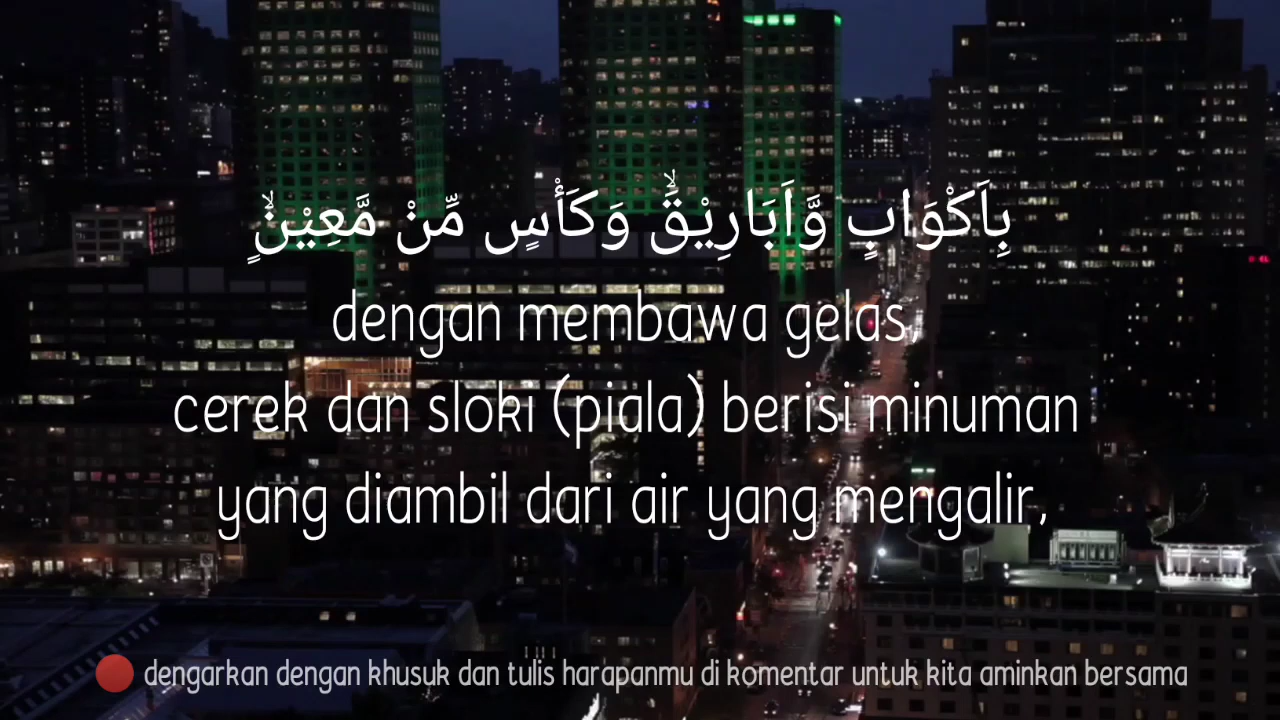 بِاَكْوَابٍ وَّاَبَارِيْقَۙ وَكَأْسٍ مِّنْ مَّعِيْنٍۙ
dengan membawa gelas,
cerek dan sloki (piala) berisi minuman
yang diambil dari air yang mengalir,
dengarkan dengan khusuk dan tulis harapanmu di komentar untuk kita aminkan bersama